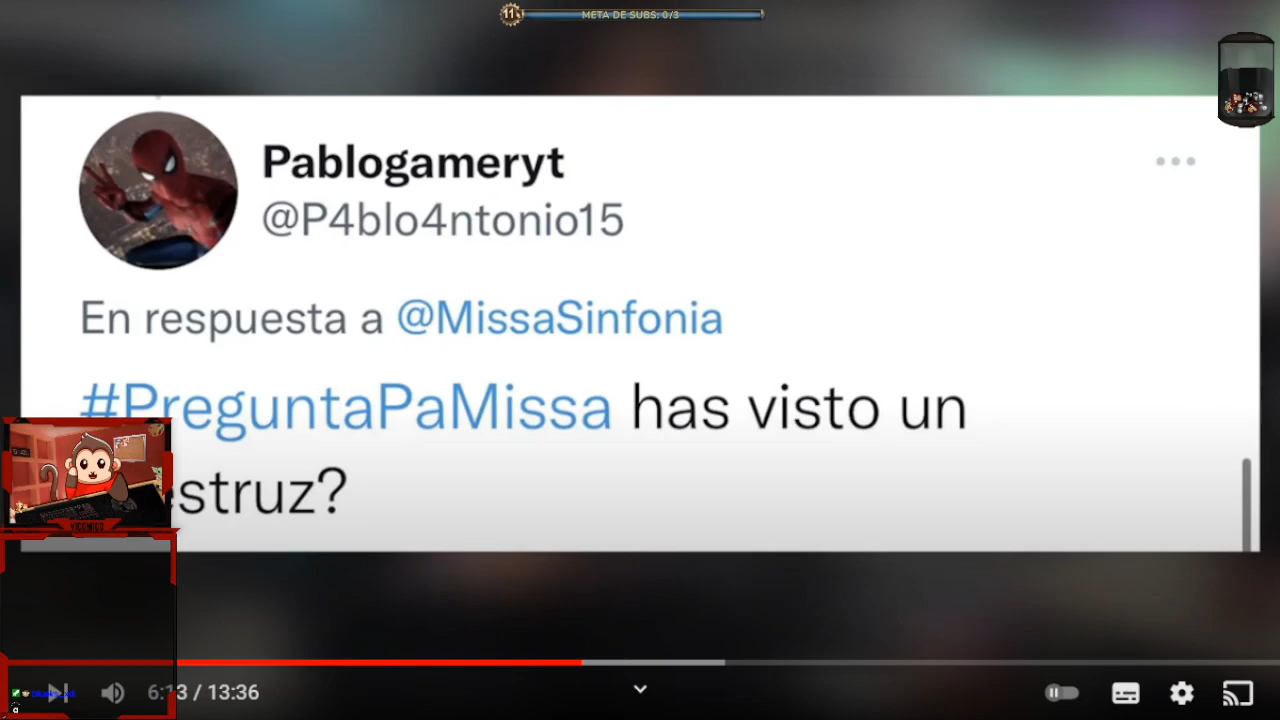 META DE SUBS: 0/3
Pablogameryt
@P4blo4ntonio15
En respuesta a @MissaSinfonia
#PreguntaPaMissa has visto un
estruz?
6:13 / 13:36